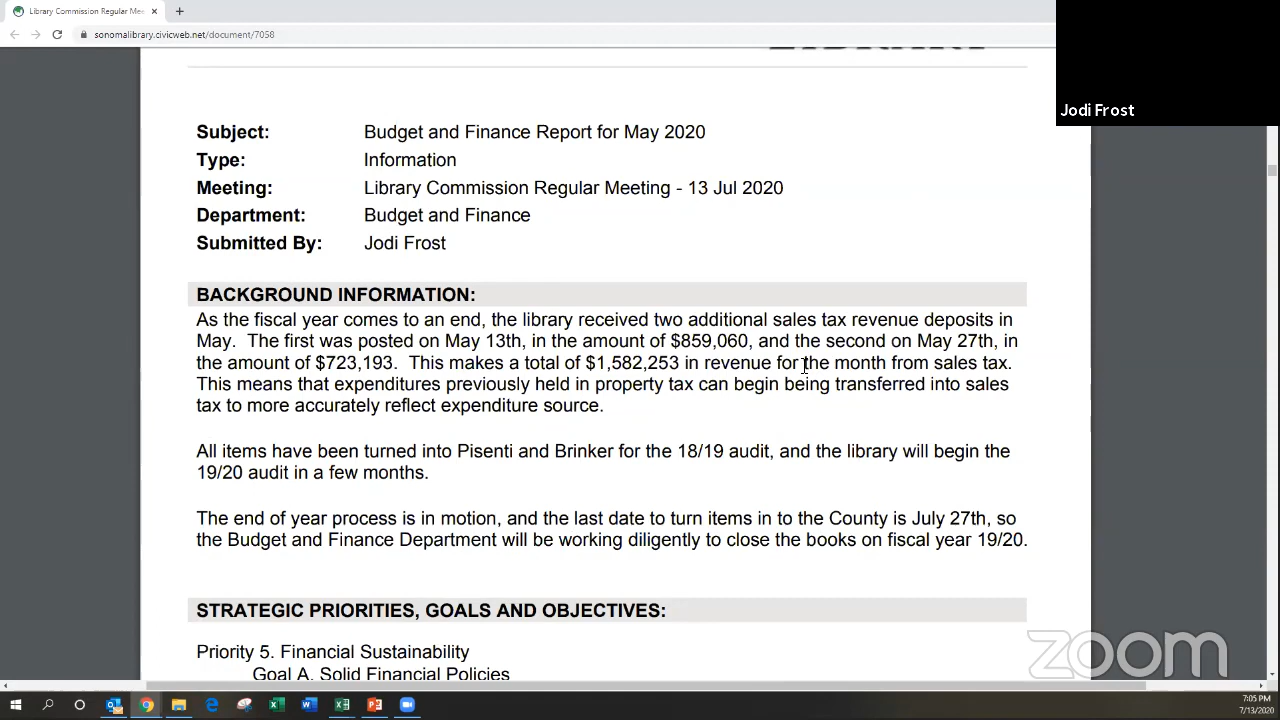 Library Commission Regular Mee
sonomalibrary.civicweb.net/document/7058
Jodi Frost
Subject: Budget and Finance Report for May 2020
Type: Information
Meeting: Library Commission Regular Meeting - 13 Jul 2020
Department: Budget and Finance
Submitted By: Jodi Frost
BACKGROUND INFORMATION:
As the fiscal year comes to an end, the library received two additional sales tax revenue deposits in
May.  The first was posted on May 13th, in the amount of $859,060, and the second on May 27th, in
the amount of $723,193.  This makes a total of $1,582,253 in revenue for the month from sales tax.
This means that expenditures previously held in property tax can begin being transferred into sales
tax to more accurately reflect expenditure source.
All items have been turned into Pisenti and Brinker for the 18/19 audit, and the library will begin the
19/20 audit in a few months.
The end of year process is in motion, and the last date to turn items in to the County is July 27th, so
the Budget and Finance Department will be working diligently to close the books on fiscal year 19/20.
STRATEGIC PRIORITIES, GOALS AND OBJECTIVES:
Priority 5. Financial Sustainability
Goal A. Solid Financial Policies
zoom
7:05 PM
7/13/2020